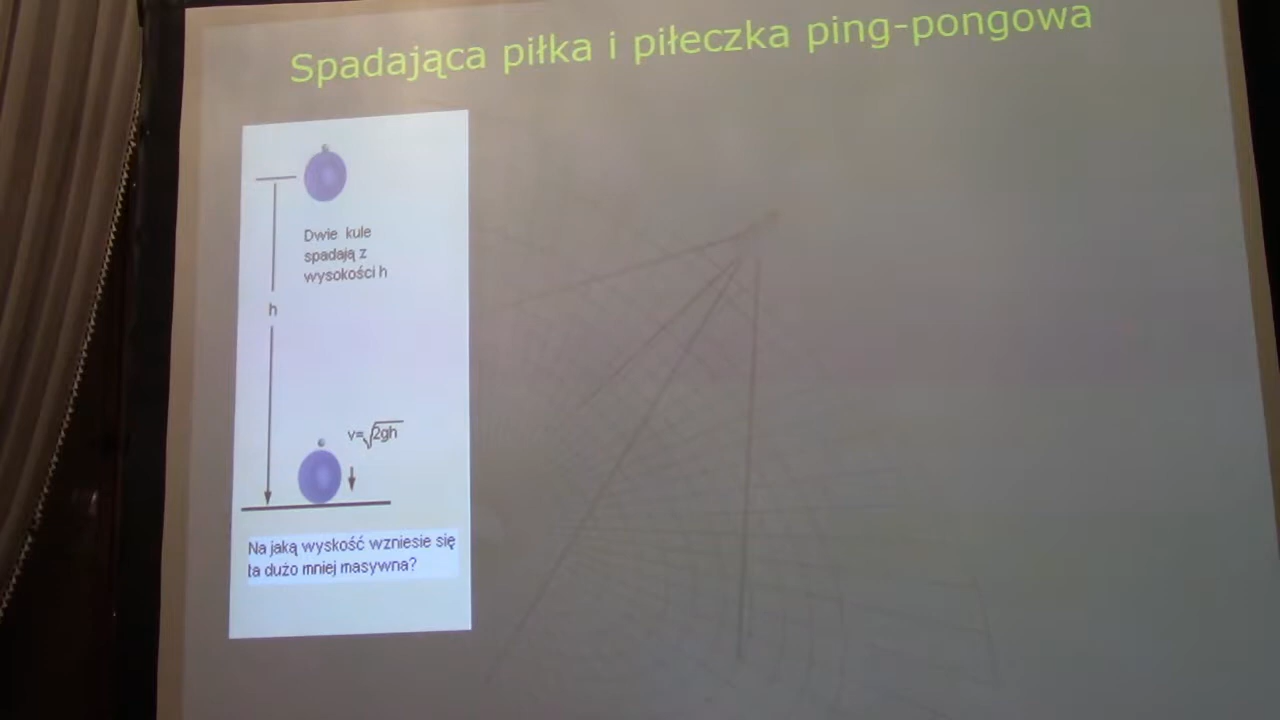 Spadająca piłka i piłeczka ping-pongowa
Dwie kule
spadają z
wysokości h
h
v=√2gh
Na jaką wyskość wzniesie się
ta dużo mniej masywna?